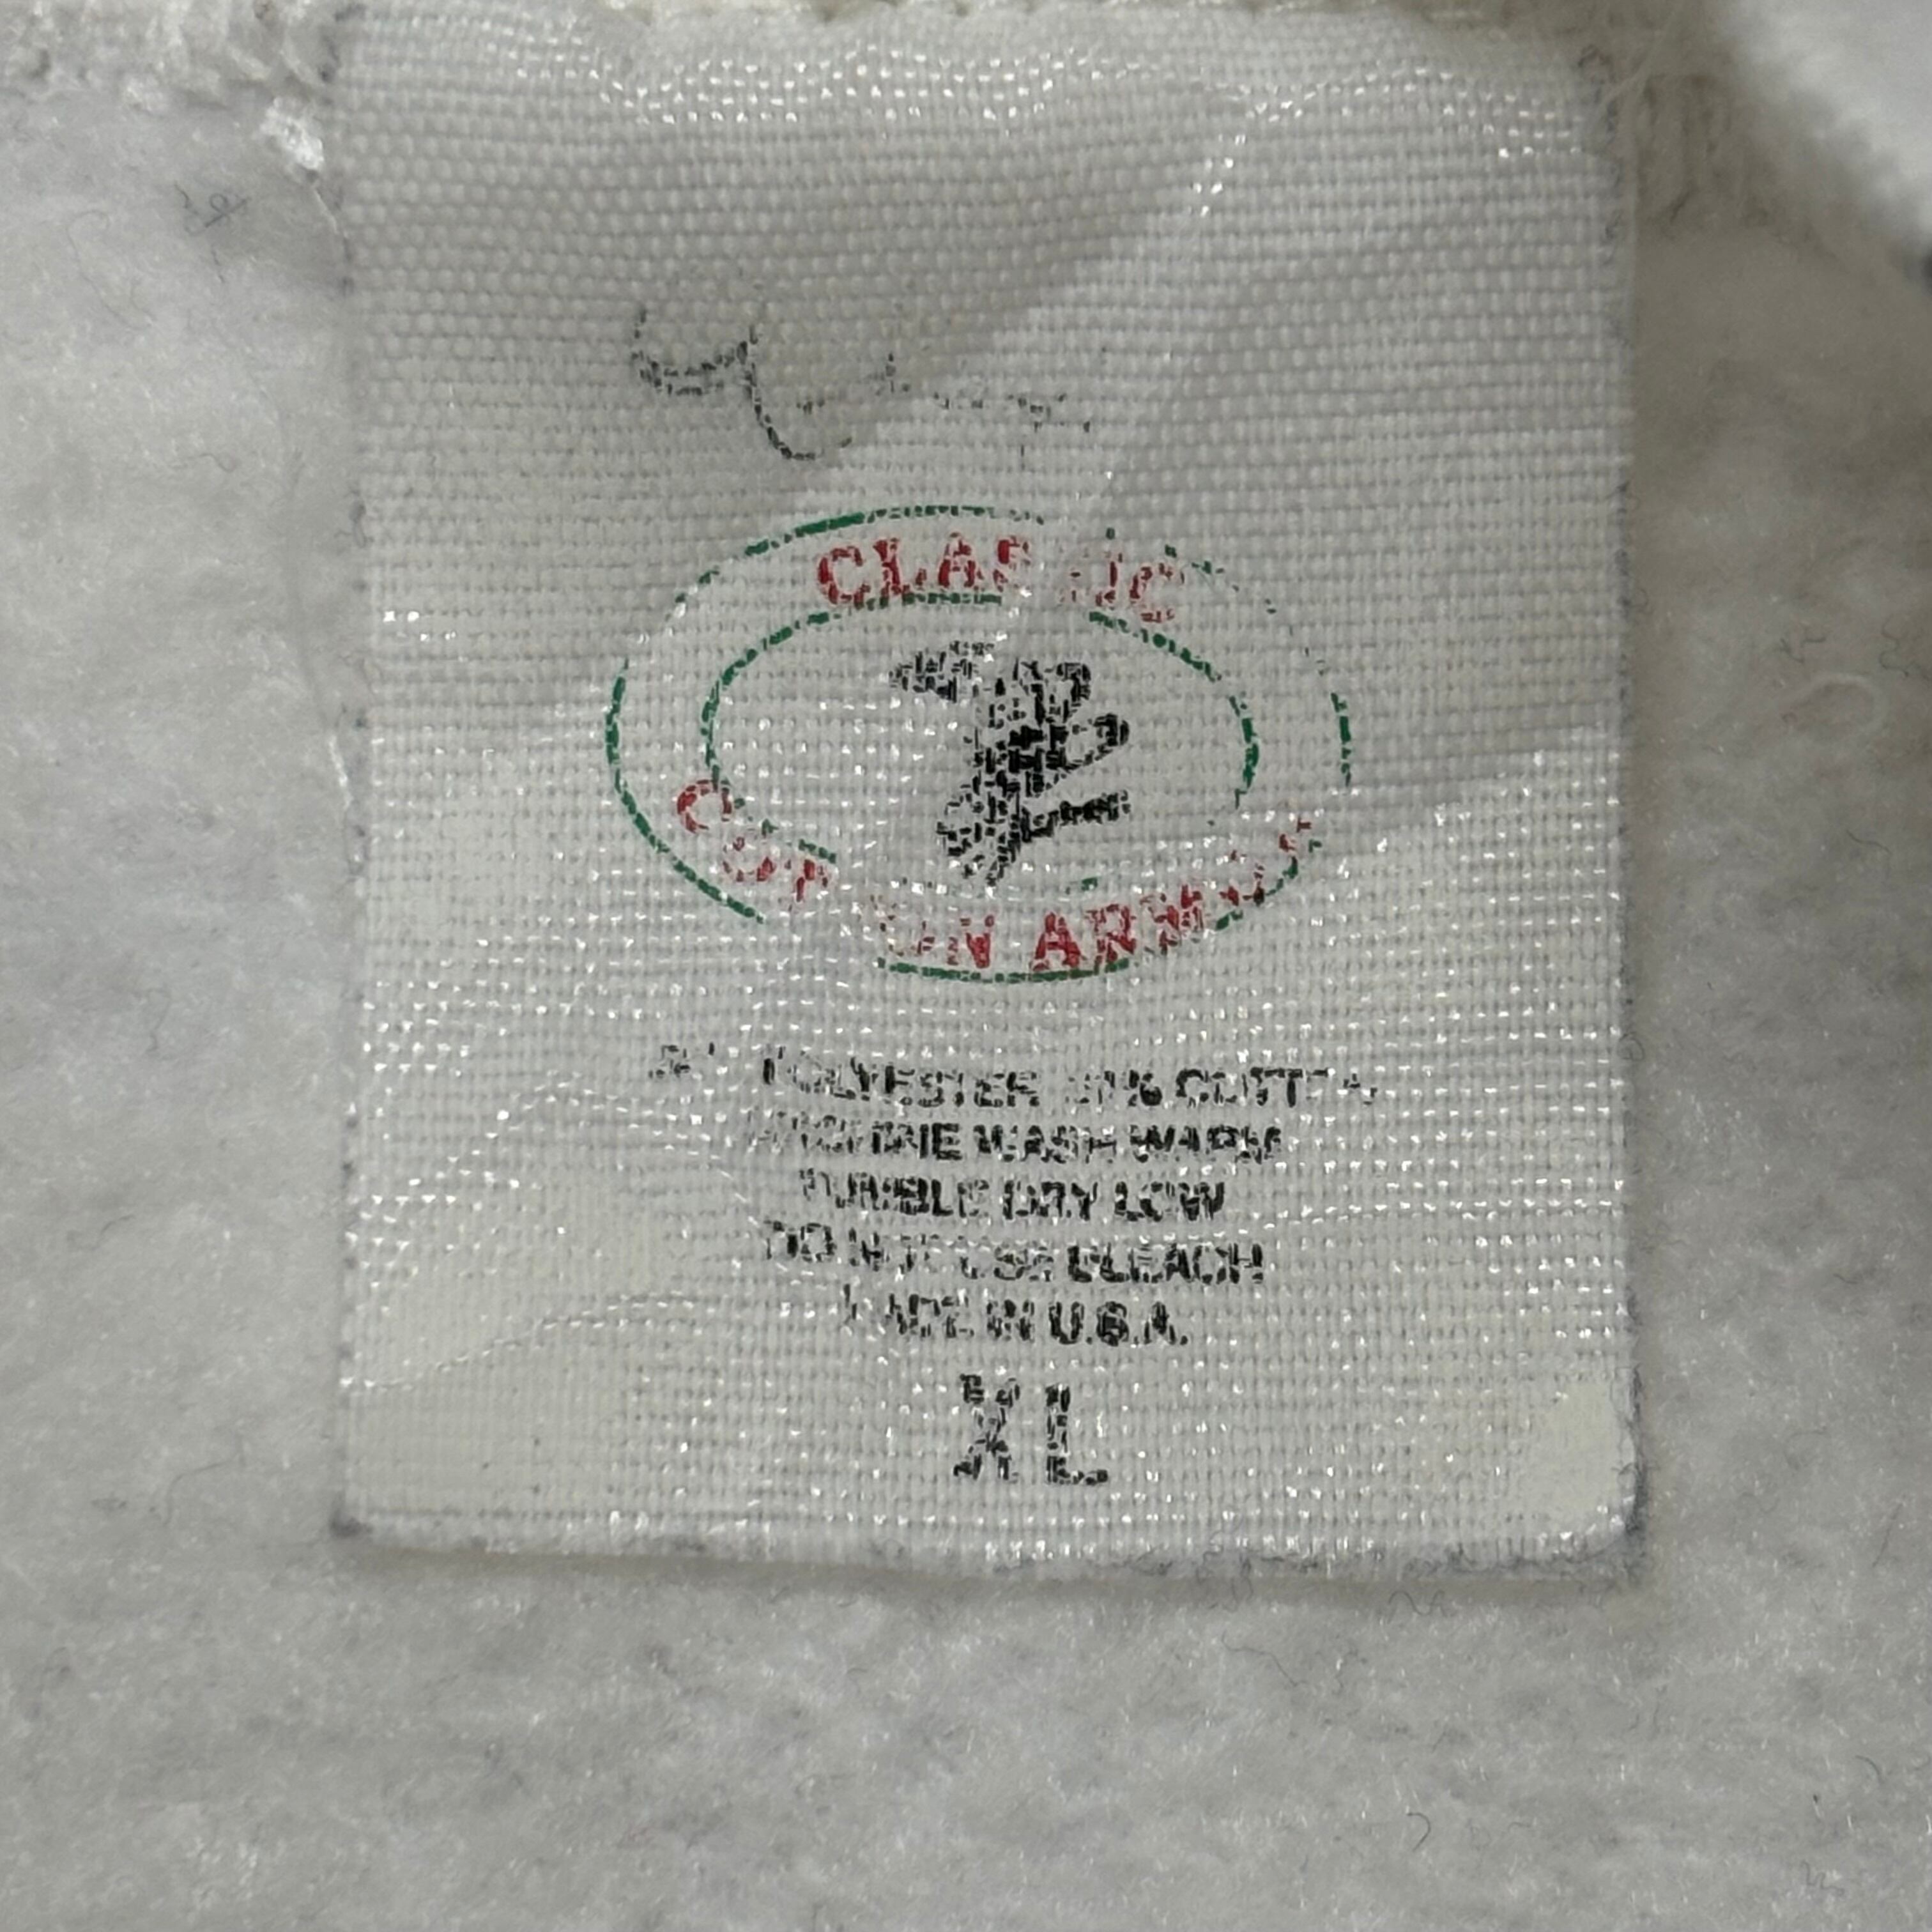 CLASSIC
COTTON ARMOR
POLYESTER COTTON
MACHINE WASH WARM
TUMBLE DRY LOW
DO NOT USE BLEACH
MADE IN U.S.A.
XL